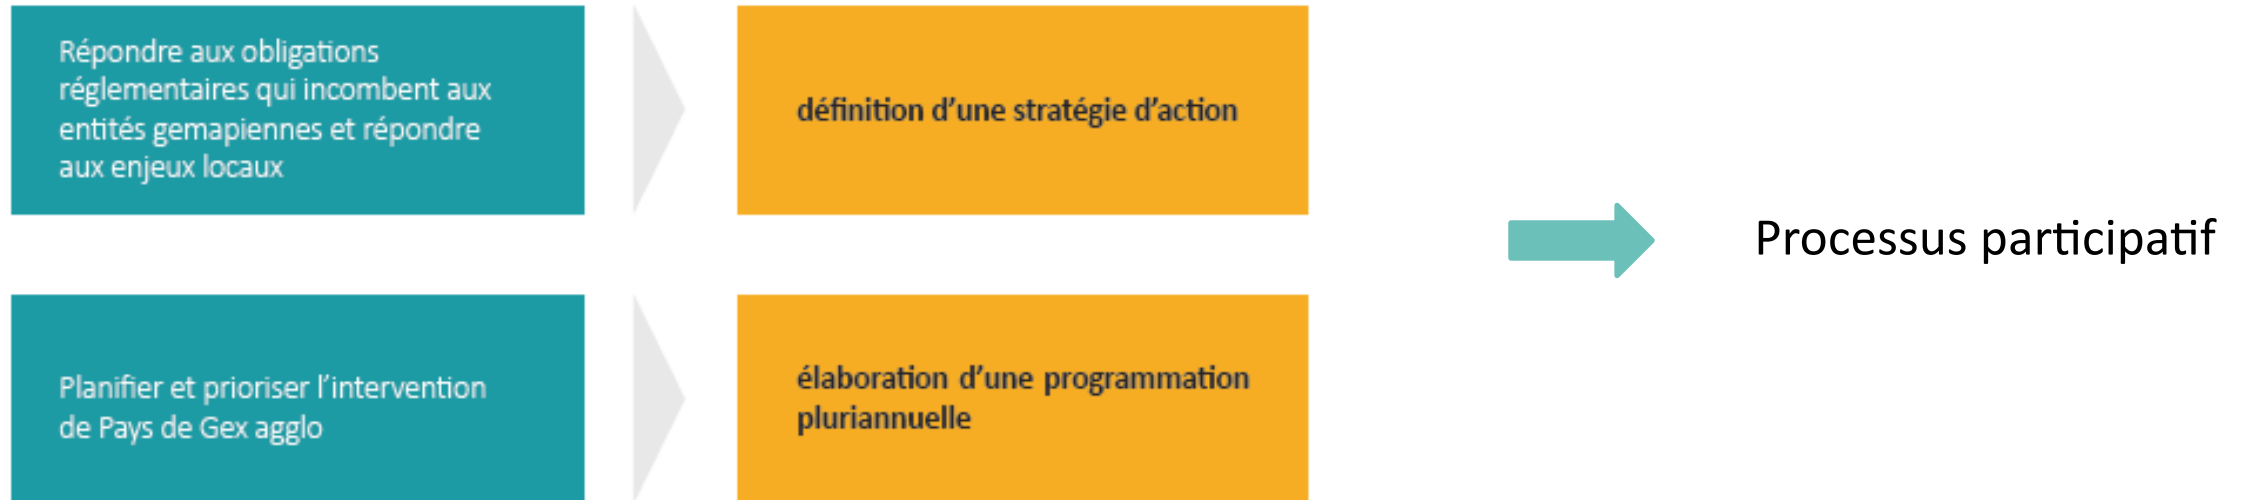 Répondre aux obligations
réglementaires qui incombent aux
entités gemapiennes et répondre
aux enjeux locaux
définition d’une stratégie d’action
Planifier et prioriser l’intervention
de Pays de Gex agglo
élaboration d’une programmation
pluriannuelle
Processus participatif